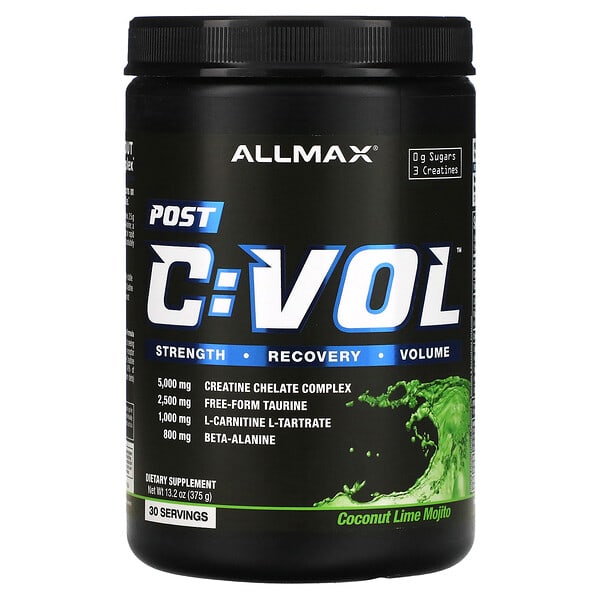 ALLMAX®
0 g Sugars
3 Creatines
POST
C:VOL™
STRENGTH • RECOVERY • VOLUME
5,000 mg CREATINE CHELATE COMPLEX
2,500 mg FREE-FORM TAURINE
1,000 mg L-CARNITINE L-TARTRATE
800 mg BETA-ALANINE
DIETARY SUPPLEMENT
Net Wt 13.2 oz (375 g)
30 SERVINGS
Coconut Lime Mojito